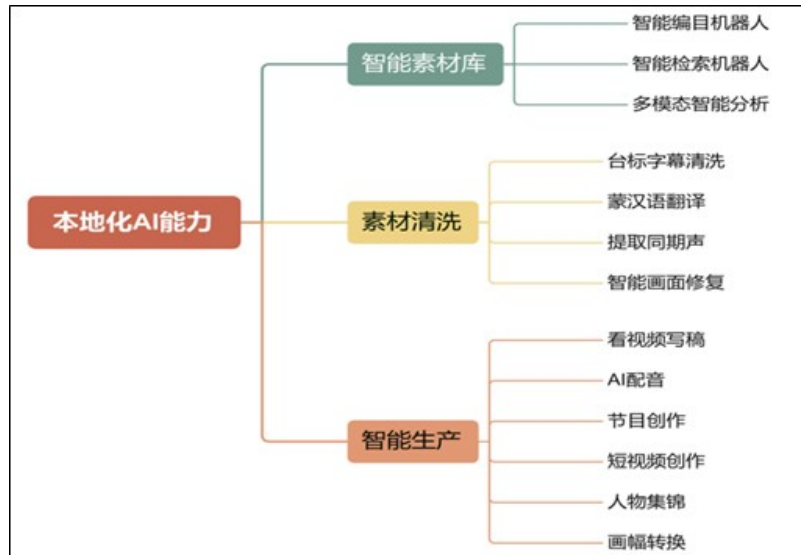 本地化AI能力
智能素材库
智能编目机器人
智能检索机器人
多模态智能分析
素材清洗
台标字幕清洗
蒙汉语翻译
提取同期声
智能画面修复
智能生产
看视频写稿
AI配音
节目创作
短视频创作
人物集锦
画幅转换